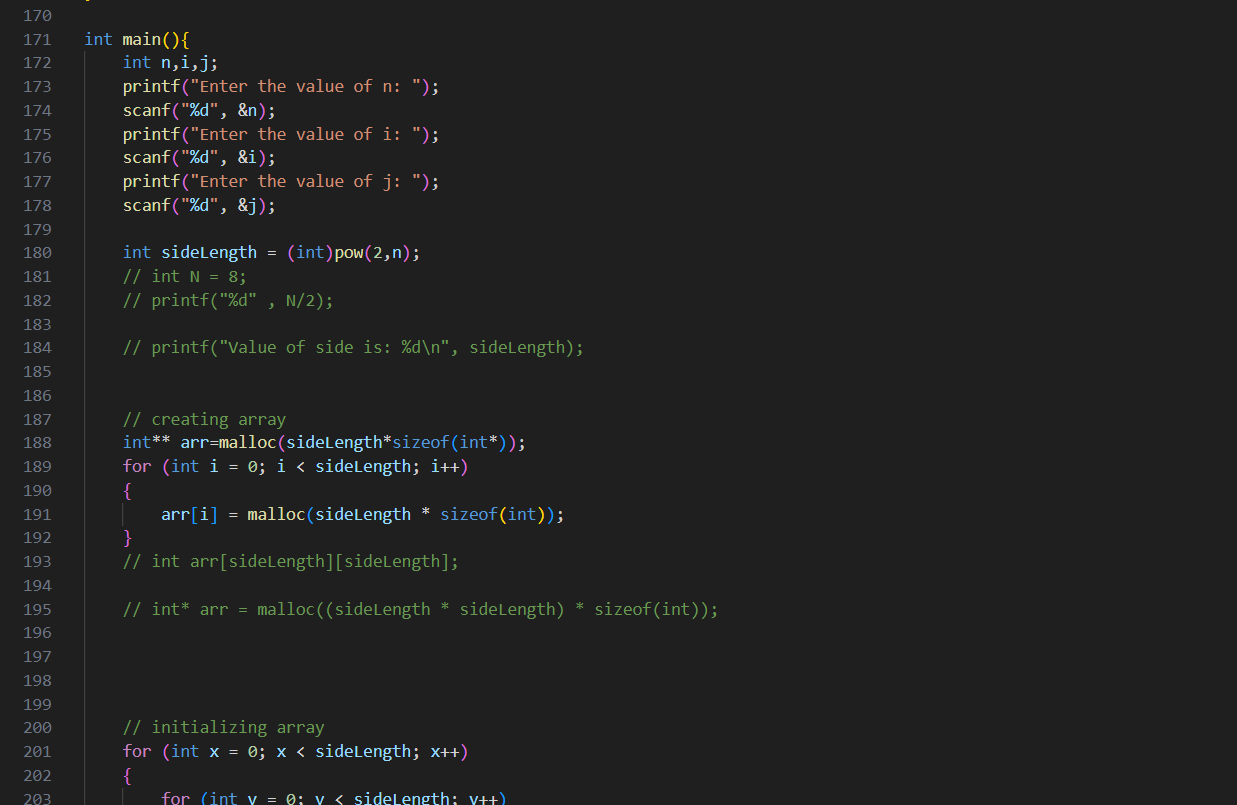 170
171 int main(){
172 int n,i,j;
173 printf("Enter the value of n: ");
174 scanf("%d", &n);
175 printf("Enter the value of i: ");
176 scanf("%d", &i);
177 printf("Enter the value of j: ");
178 scanf("%d", &j);
179
180 int sideLength = (int)pow(2,n);
181 // int N = 8;
182 // printf("%d" , N/2);
183
184 // printf("Value of side is: %d\n", sideLength);
185
186
187 // creating array
188 int** arr=malloc(sideLength*sizeof(int*));
189 for (int i = 0; i < sideLength; i++)
190 {
191 arr[i] = malloc(sideLength * sizeof(int));
192 }
193 // int arr[sideLength][sideLength];
194
195 // int* arr = malloc((sideLength * sideLength) * sizeof(int));
196
197
198
199
200 // initializing array
201 for (int x = 0; x < sideLength; x++)
202 {
203 for (int y = 0; y < sideLength; y++)